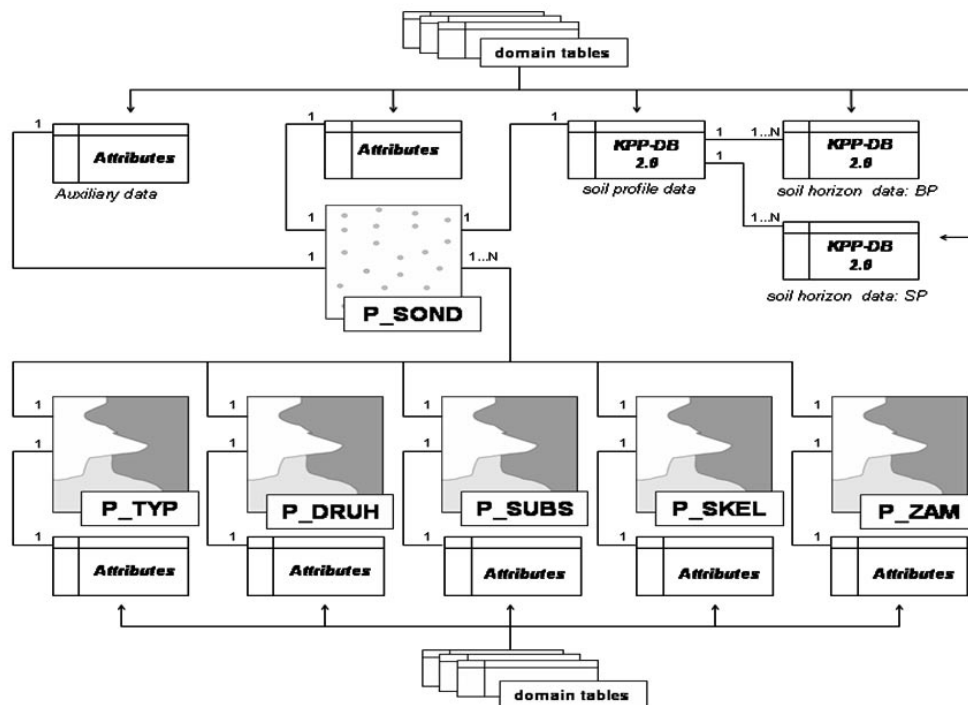 domain tables
1
1
1
1
1...N
Attributes
Attributes
KPP-DB
2.0
KPP-DB
2.0
1
Auxiliary data
soil profile data
soil horizon data: BP
1
1
1...N
1
1...N
KPP-DB
2.0
P_SOND
soil horizon data: SP
1
1
1
1
1
1
1
1
1
1
P_TYP
P_DRUH
P_SUBS
P_SKEL
P_ZAM
1
1
1
1
1
Attributes
Attributes
Attributes
Attributes
Attributes
domain tables